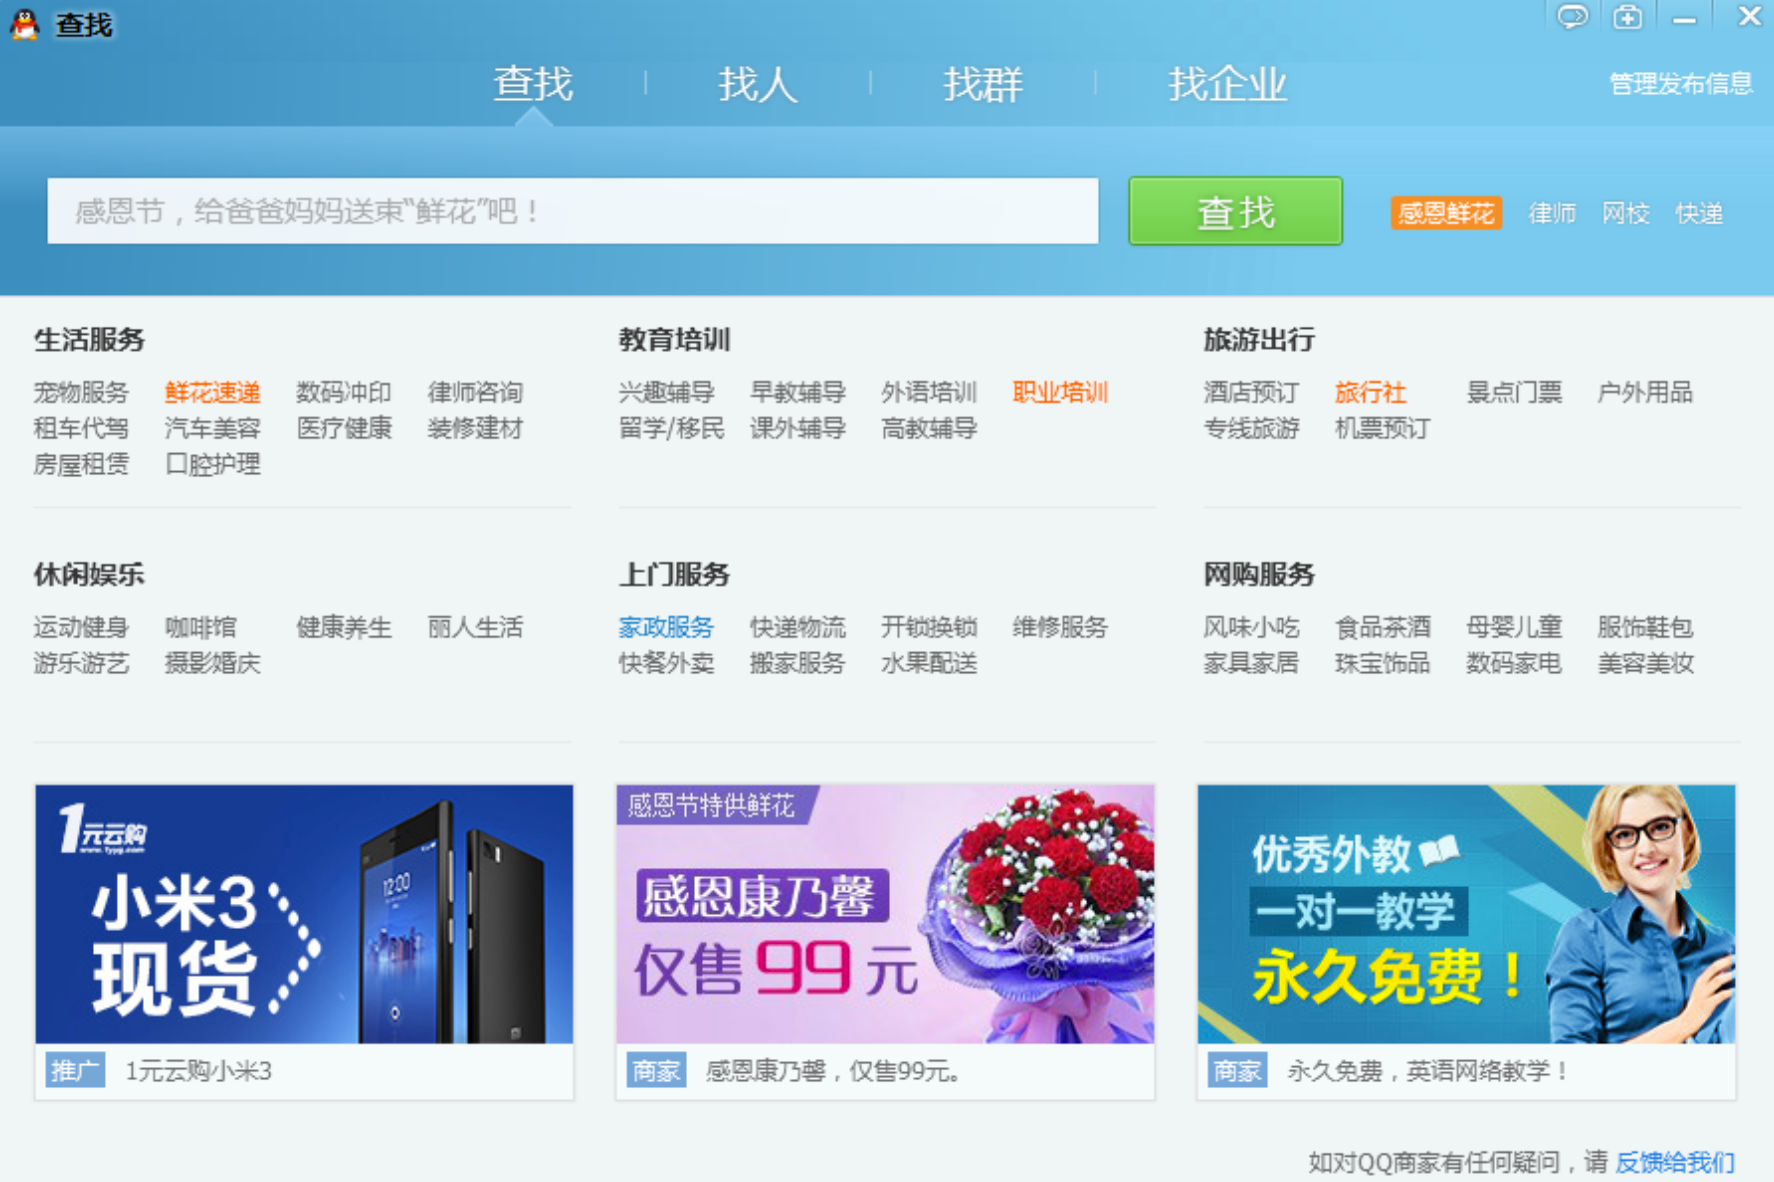 查找
查找 找人 找群 找企业 管理发布信息
感恩节，给爸爸妈妈送束“鲜花”吧！ 查找 感恩鲜花 律师 网校 快递
生活服务
宠物服务 鲜花速递 数码冲印 律师咨询
租车代驾 汽车美容 医疗健康 装修建材
房屋租赁 口腔护理
教育培训
兴趣辅导 早教辅导 外语培训 职业培训
留学/移民 课外辅导 高教辅导
旅游出行
酒店预订 旅行社 景点门票 户外用品
专线旅游 机票预订
休闲娱乐
运动健身 咖啡馆 健康养生 丽人生活
游乐游艺 摄影婚庆
上门服务
家政服务 快递物流 开锁换锁 维修服务
快餐外卖 搬家服务 水果配送
网购服务
风味小吃 食品茶酒 母婴儿童 服饰鞋包
家具家居 珠宝饰品 数码家电 美容美妆
1元云购
www.1yyg.com
小米3
现货
12:00
推广 1元云购小米3
感恩节特供鲜花
感恩康乃馨
仅售99元
商家 感恩康乃馨，仅售99元。
优秀外教
一对一教学
永久免费！
商家 永久免费，英语网络教学！
如对QQ商家有任何疑问，请 反馈给我们